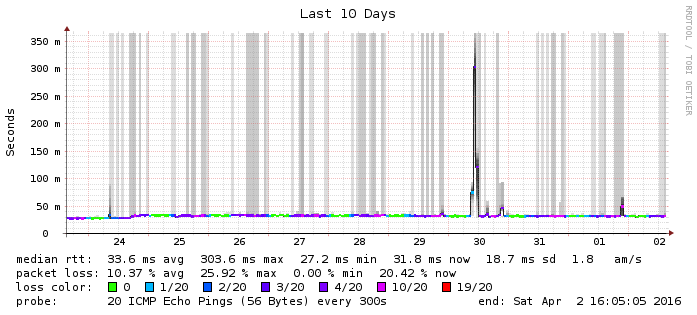 Last 10 Days
RRDTOOL / TOBI OETIKER
Seconds
350 m
300 m
250 m
200 m
150 m
100 m
50 m
0
24 25 26 27 28 29 30 31 01 02
median rtt: 33.6 ms avg 303.6 ms max 27.2 ms min 31.8 ms now 18.7 ms sd 1.8 am/s
packet loss: 10.37 % avg 25.92 % max 0.00 % min 20.42 % now
loss color: 0 1/20 2/20 3/20 4/20 10/20 19/20
probe: 20 ICMP Echo Pings (56 Bytes) every 300s end: Sat Apr 2 16:05:05 2016